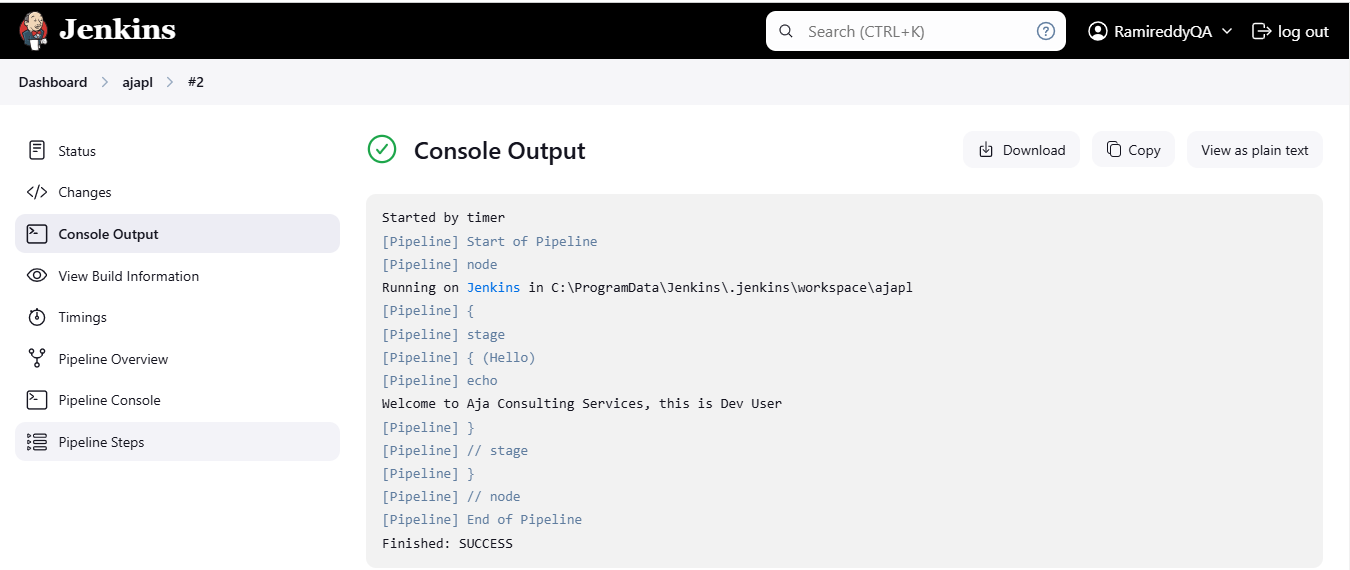 Jenkins
Search (CTRL+K)
?
RamireddyQA
log out
Dashboard > ajapl > #2
Status
Changes
Console Output
View Build Information
Timings
Pipeline Overview
Pipeline Console
Pipeline Steps
Console Output
Download
Copy
View as plain text
Started by timer
[Pipeline] Start of Pipeline
[Pipeline] node
Running on Jenkins in C:\ProgramData\Jenkins\.jenkins\workspace\ajapl
[Pipeline] {
[Pipeline] stage
[Pipeline] { (Hello)
[Pipeline] echo
Welcome to Aja Consulting Services, this is Dev User
[Pipeline] }
[Pipeline] // stage
[Pipeline] }
[Pipeline] // node
[Pipeline] End of Pipeline
Finished: SUCCESS